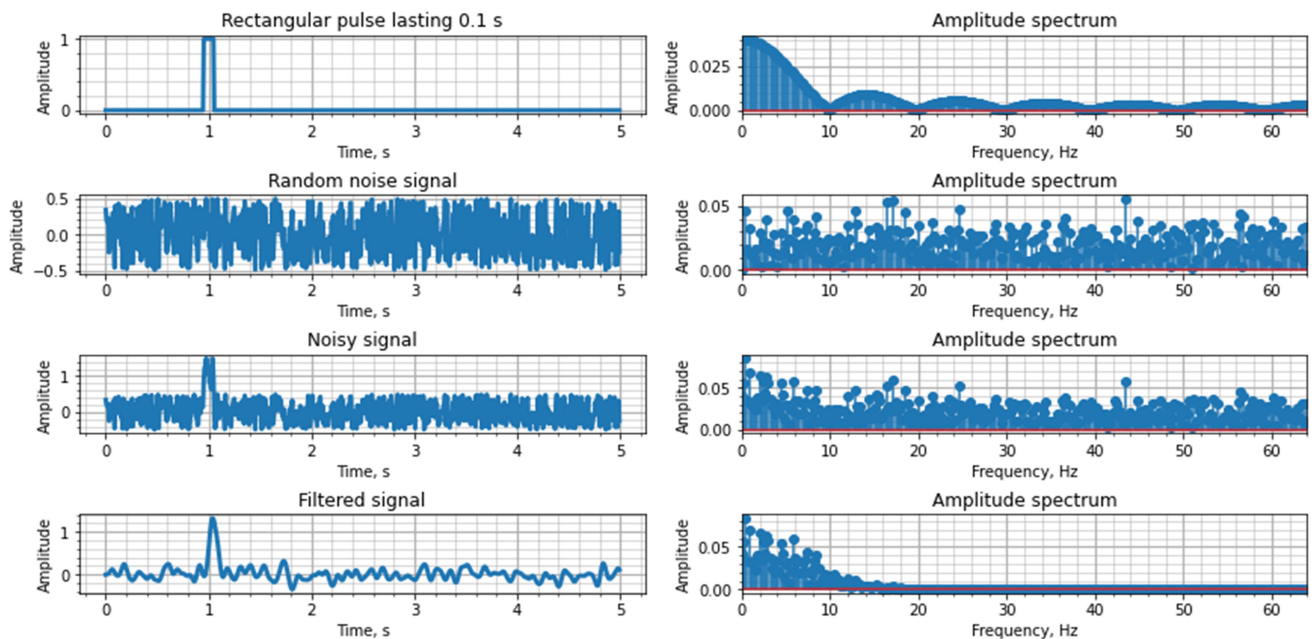 Rectangular pulse lasting 0.1 s
Amplitude
1
0
0 1 2 3 4 5
Time, s
Amplitude spectrum
Amplitude
0.025
0.000
0 10 20 30 40 50 60
Frequency, Hz
Random noise signal
Amplitude
0.5
0.0
−0.5
0 1 2 3 4 5
Time, s
Amplitude spectrum
Amplitude
0.05
0.00
0 10 20 30 40 50 60
Frequency, Hz
Noisy signal
Amplitude
1
0
0 1 2 3 4 5
Time, s
Amplitude spectrum
Amplitude
0.05
0.00
0 10 20 30 40 50 60
Frequency, Hz
Filtered signal
Amplitude
1
0
0 1 2 3 4 5
Time, s
Amplitude spectrum
Amplitude
0.05
0.00
0 10 20 30 40 50 60
Frequency, Hz